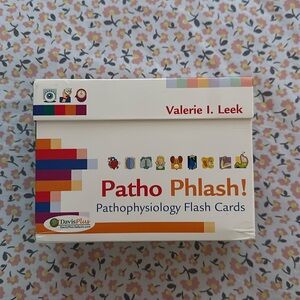 Valerie I. Leek
Patho Phlash!
Pathophysiology Flash Cards
DavisPlus